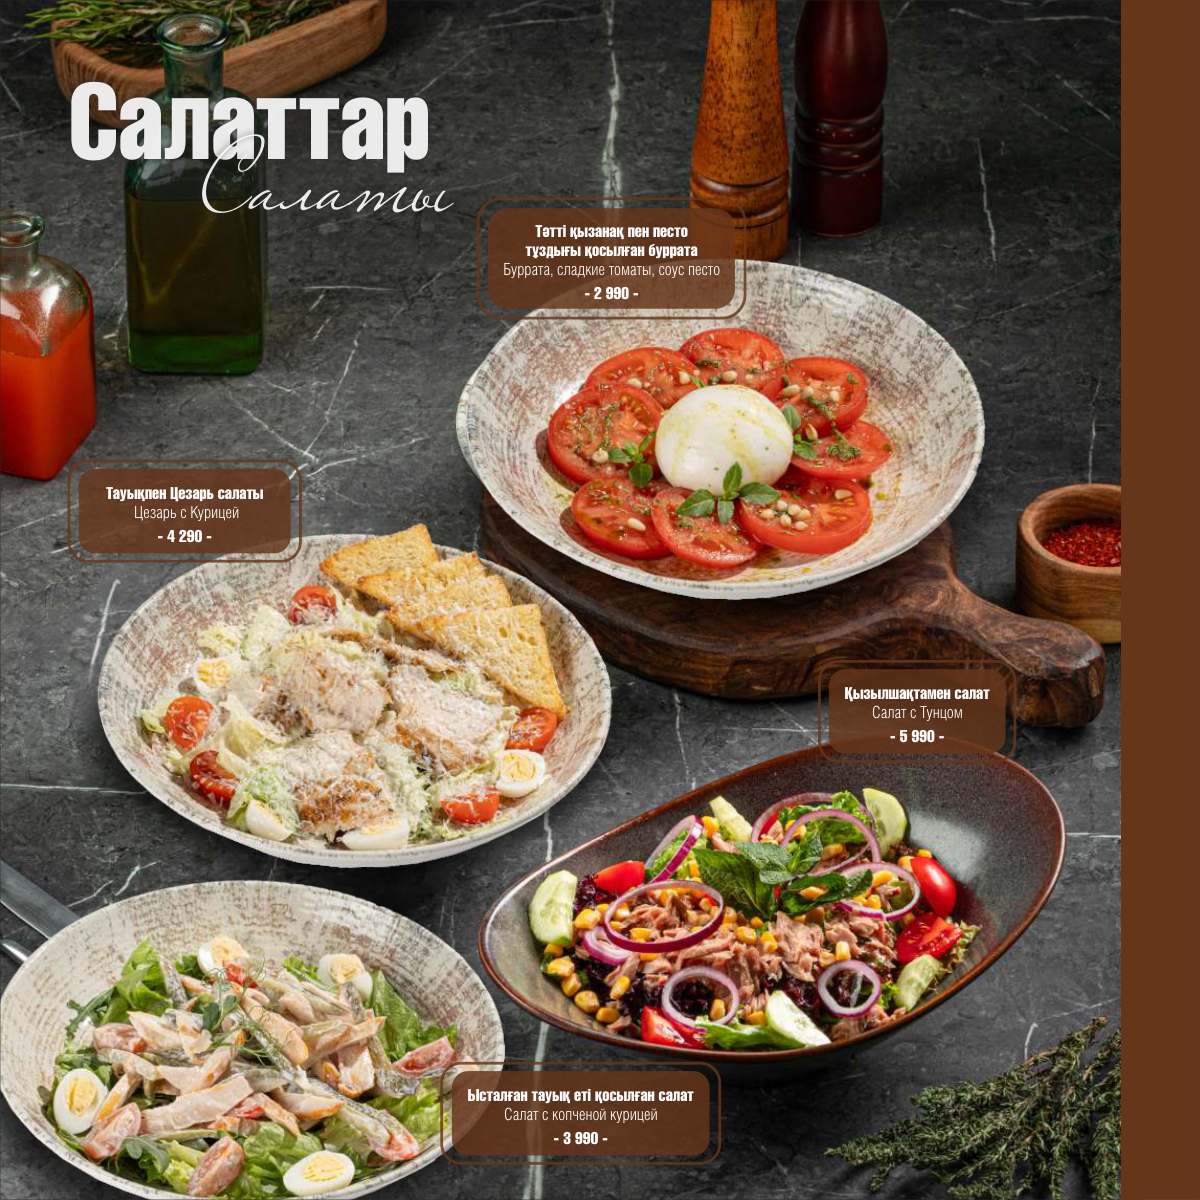 Салаттар
Салаты
Тәтті қызанақ пен песто
тұздығы қосылған буррата
Буррата, сладкие томаты, соус песто
- 2 990 -
Тауықпен Цезарь салаты
Цезарь с Курицей
- 4 290 -
Қызылшақтамен салат
Салат с Тунцом
- 5 990 -
Ысталған тауық еті қосылған салат
Салат с копченой курицей
- 3 990 -